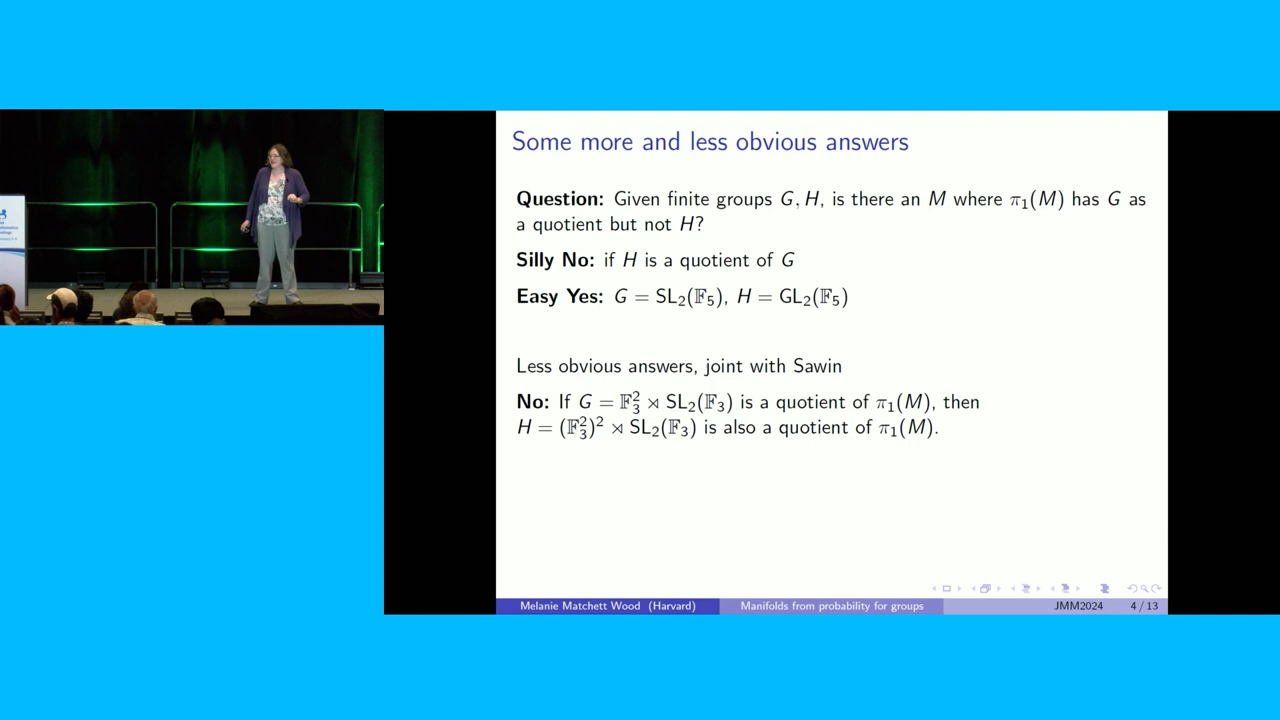 Some more and less obvious answers
Question: Given finite groups G, H, is there an M where π₁(M) has G as
a quotient but not H?
Silly No: if H is a quotient of G
Easy Yes: G = SL₂(𝔽₅), H = GL₂(𝔽₅)
Less obvious answers, joint with Sawin
No: If G = 𝔽₃² ⋊ SL₂(𝔽₃) is a quotient of π₁(M), then
H = (𝔽₃²)² ⋊ SL₂(𝔽₃) is also a quotient of π₁(M).
Melanie Matchett Wood (Harvard) Manifolds from probability for groups JMM2024 4 / 13